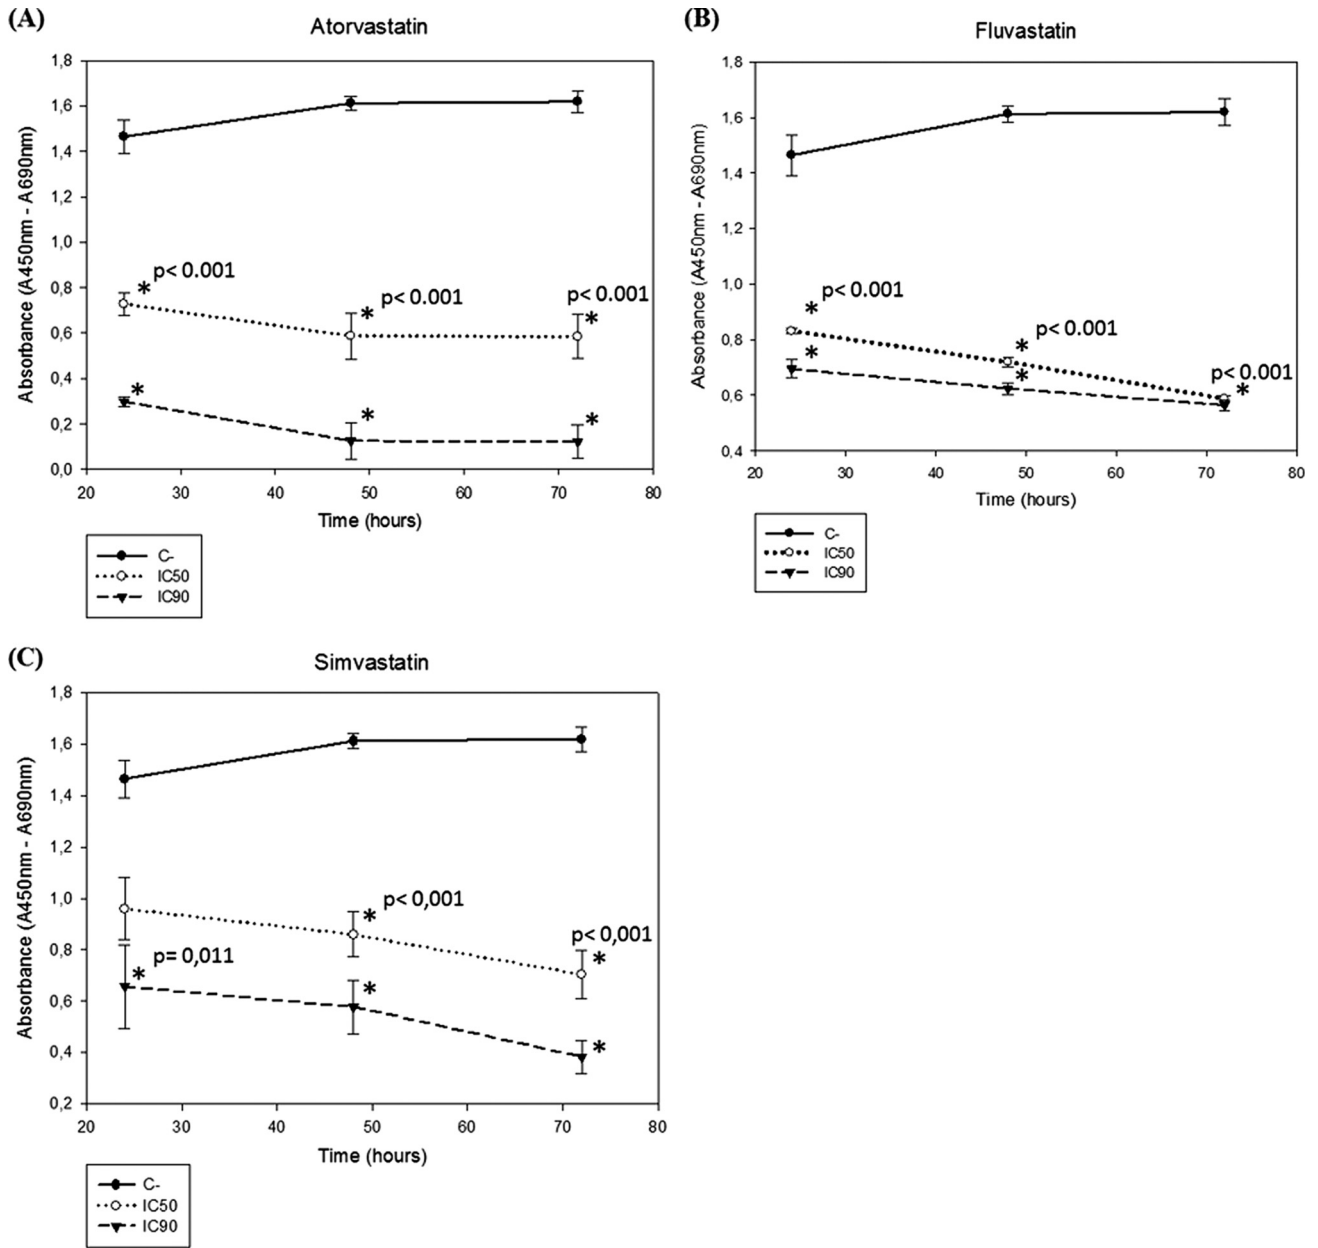 (A)
Atorvastatin
1,8
1,6
1,4
1,2
1,0
0,8
0,6
0,4
0,2
0,0
Absorbance (A450nm - A690nm)
* p< 0.001
* p< 0.001
p< 0.001
*
*
*
*
20 30 40 50 60 70 80
Time (hours)
C-
IC50
IC90
(B)
Fluvastatin
1,8
1,6
1,4
1,2
1,0
0,8
0,6
0,4
Absorbance (A450nm - A690nm)
* p< 0.001
*
* p< 0.001
*
p< 0.001
*
20 30 40 50 60 70 80
Time (hours)
C-
IC50
IC90
(C)
Simvastatin
1,8
1,6
1,4
1,2
1,0
0,8
0,6
0,4
0,2
Absorbance (A450nm - A690nm)
* p< 0,001
p< 0,001
*
* p= 0,011
*
*
20 30 40 50 60 70 80
Time (hours)
C-
IC50
IC90